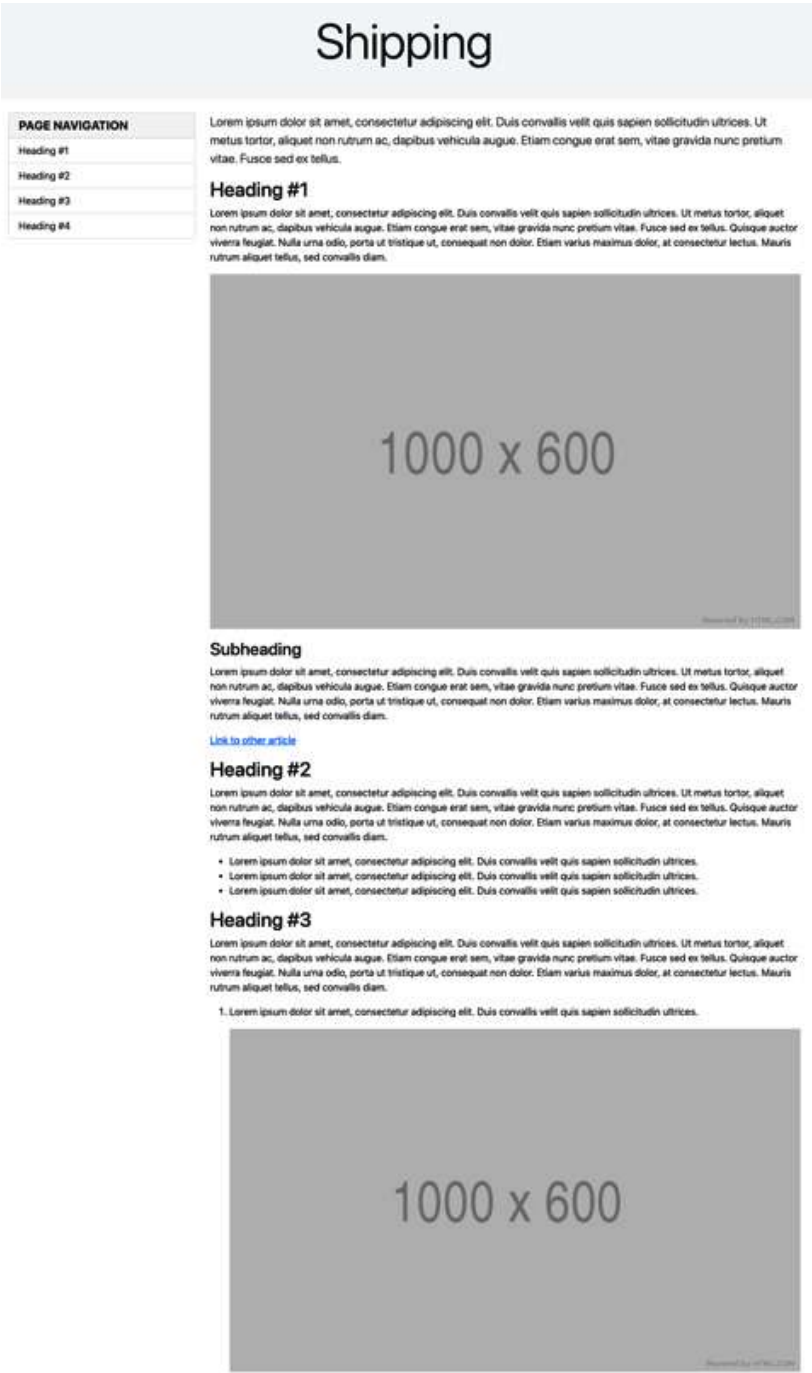 Shipping
PAGE NAVIGATION
Heading #1
Heading #2
Heading #3
Heading #4
Lorem ipsum dolor sit amet, consectetur adipiscing elit. Duis convallis velit quis sapien sollicitudin ultrices. Ut
metus tortor, aliquet non rutrum ac, dapibus vehicula augue. Etiam congue erat sem, vitae gravida nunc pretium
vitae. Fusce sed ex tellus.
Heading #1
Lorem ipsum dolor sit amet, consectetur adipiscing elit. Duis convallis velit quis sapien sollicitudin ultrices. Ut metus tortor, aliquet
non rutrum ac, dapibus vehicula augue. Etiam congue erat sem, vitae gravida nunc pretium vitae. Fusce sed ex tellus. Quisque auctor
viverra feugiat. Nulla urna odio, porta ut tristique ut, consequat non dolor. Etiam varius maximus dolor, at consectetur lectus. Mauris
rutrum aliquet tellus, sed convallis diam.
1000 x 600
Powered by HTML.COM
Subheading
Lorem ipsum dolor sit amet, consectetur adipiscing elit. Duis convallis velit quis sapien sollicitudin ultrices. Ut metus tortor, aliquet
non rutrum ac, dapibus vehicula augue. Etiam congue erat sem, vitae gravida nunc pretium vitae. Fusce sed ex tellus. Quisque auctor
viverra feugiat. Nulla urna odio, porta ut tristique ut, consequat non dolor. Etiam varius maximus dolor, at consectetur lectus. Mauris
rutrum aliquet tellus, sed convallis diam.
Link to other article
Heading #2
Lorem ipsum dolor sit amet, consectetur adipiscing elit. Duis convallis velit quis sapien sollicitudin ultrices. Ut metus tortor, aliquet
non rutrum ac, dapibus vehicula augue. Etiam congue erat sem, vitae gravida nunc pretium vitae. Fusce sed ex tellus. Quisque auctor
viverra feugiat. Nulla urna odio, porta ut tristique ut, consequat non dolor. Etiam varius maximus dolor, at consectetur lectus. Mauris
rutrum aliquet tellus, sed convallis diam.
• Lorem ipsum dolor sit amet, consectetur adipiscing elit. Duis convallis velit quis sapien sollicitudin ultrices.
• Lorem ipsum dolor sit amet, consectetur adipiscing elit. Duis convallis velit quis sapien sollicitudin ultrices.
• Lorem ipsum dolor sit amet, consectetur adipiscing elit. Duis convallis velit quis sapien sollicitudin ultrices.
Heading #3
Lorem ipsum dolor sit amet, consectetur adipiscing elit. Duis convallis velit quis sapien sollicitudin ultrices. Ut metus tortor, aliquet
non rutrum ac, dapibus vehicula augue. Etiam congue erat sem, vitae gravida nunc pretium vitae. Fusce sed ex tellus. Quisque auctor
viverra feugiat. Nulla urna odio, porta ut tristique ut, consequat non dolor. Etiam varius maximus dolor, at consectetur lectus. Mauris
rutrum aliquet tellus, sed convallis diam.
1. Lorem ipsum dolor sit amet, consectetur adipiscing elit. Duis convallis velit quis sapien sollicitudin ultrices.
1000 x 600
Powered by HTML.COM